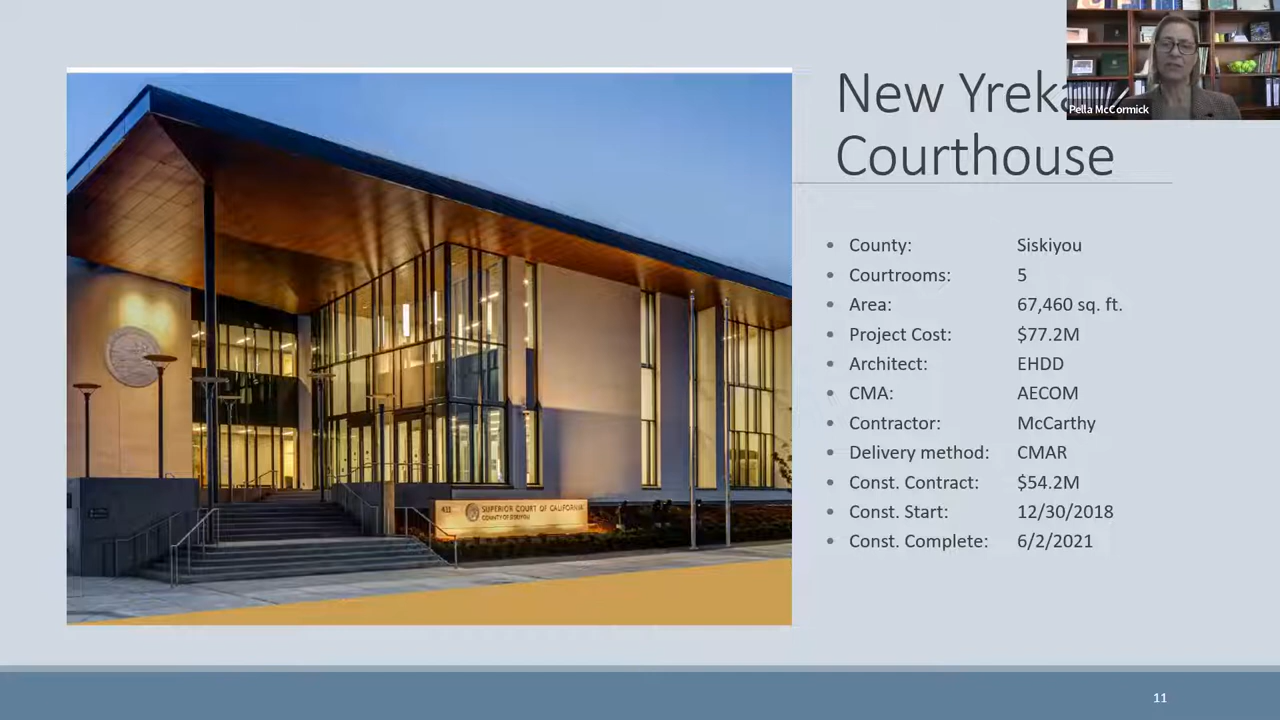 New Yreka
Courthouse
Pella McCormick
• County: Siskiyou
• Courtrooms: 5
• Area: 67,460 sq. ft.
• Project Cost: $77.2M
• Architect: EHDD
• CMA: AECOM
• Contractor: McCarthy
• Delivery method: CMAR
• Const. Contract: $54.2M
• Const. Start: 12/30/2018
• Const. Complete: 6/2/2021
SUPERIOR COURT OF CALIFORNIA
COUNTY OF SISKIYOU
11